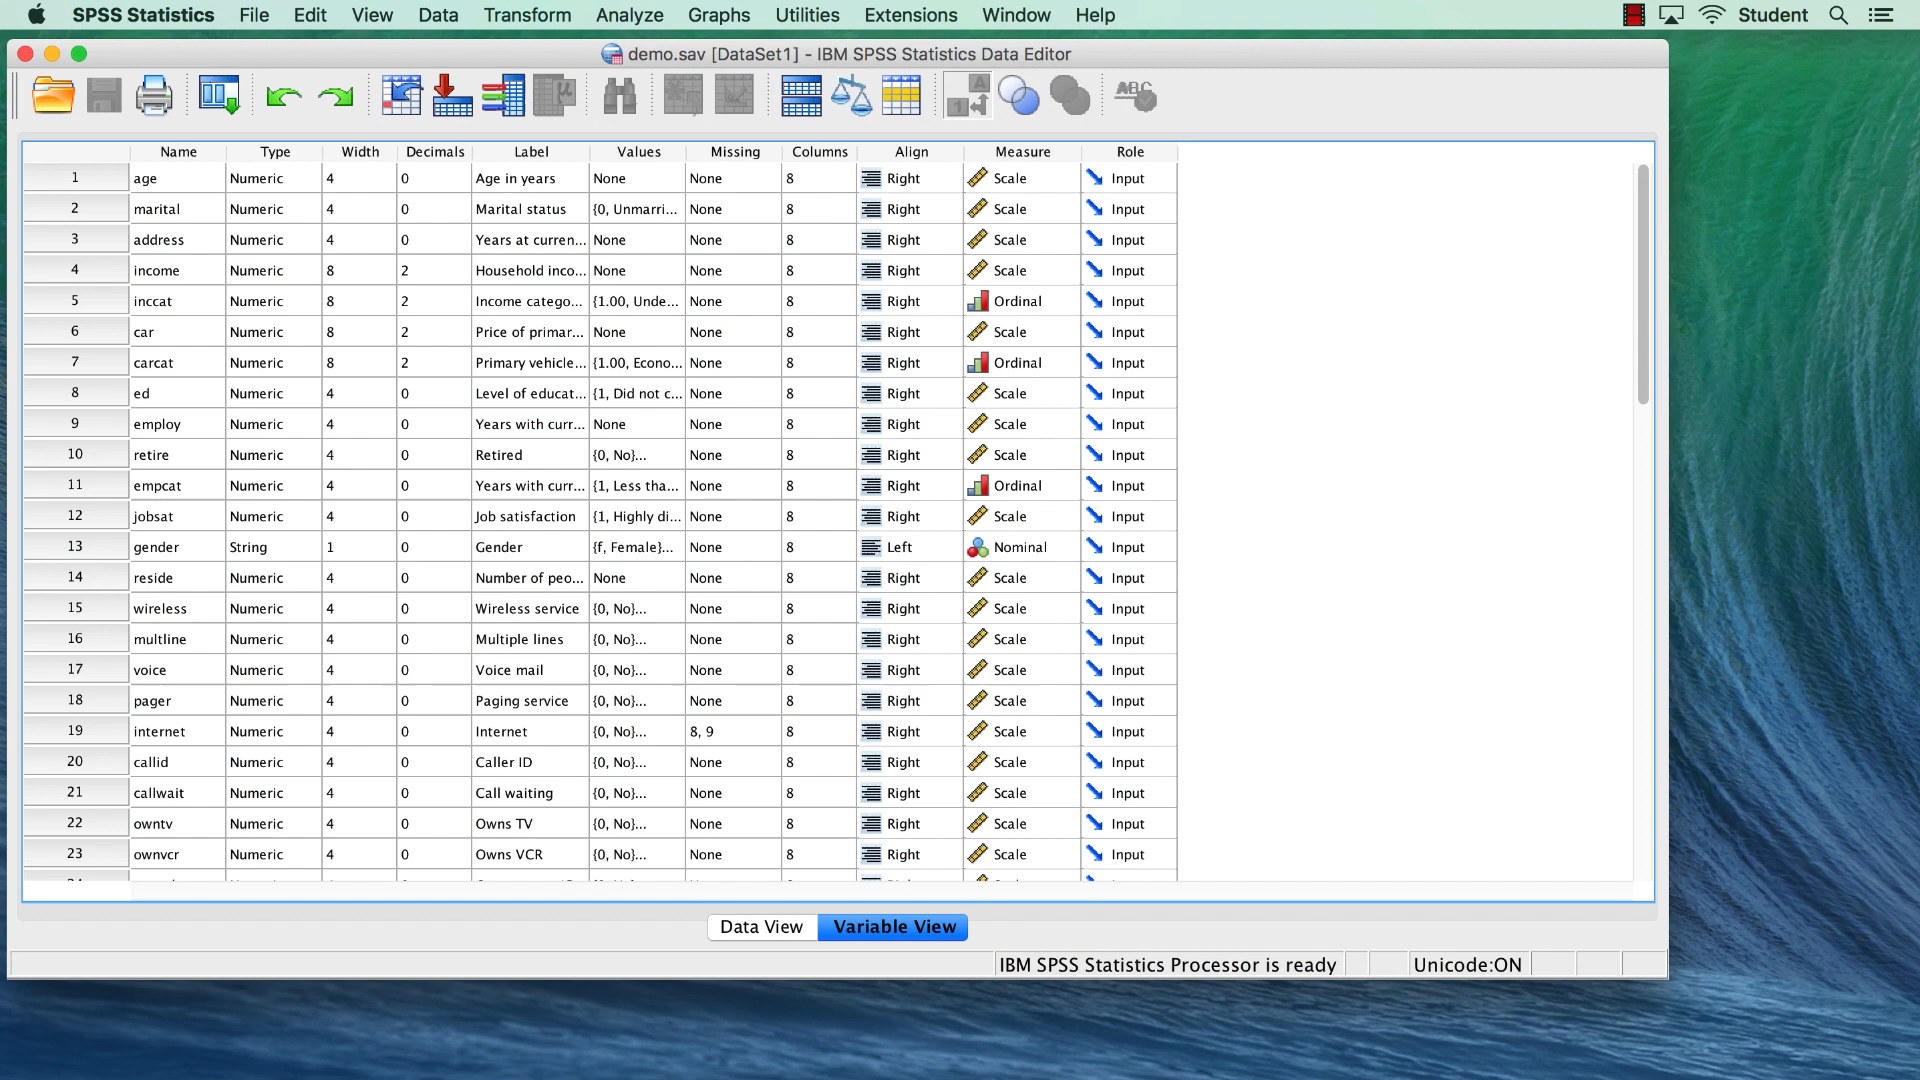 SPSS Statistics File Edit View Data Transform Analyze Graphs Utilities Extensions Window Help Student
demo.sav [DataSet1] - IBM SPSS Statistics Data Editor
Name Type Width Decimals Label Values Missing Columns Align Measure Role
1 age Numeric 4 0 Age in years None None 8 Right Scale Input
2 marital Numeric 4 0 Marital status {0, Unmarri... None 8 Right Scale Input
3 address Numeric 4 0 Years at curren... None None 8 Right Scale Input
4 income Numeric 8 2 Household inco... None None 8 Right Scale Input
5 inccat Numeric 8 2 Income catego... {1.00, Unde... None 8 Right Ordinal Input
6 car Numeric 8 2 Price of primar... None None 8 Right Scale Input
7 carcat Numeric 8 2 Primary vehicle... {1.00, Econo... None 8 Right Ordinal Input
8 ed Numeric 4 0 Level of educat... {1, Did not c... None 8 Right Scale Input
9 employ Numeric 4 0 Years with curr... None None 8 Right Scale Input
10 retire Numeric 4 0 Retired {0, No}... None 8 Right Scale Input
11 empcat Numeric 4 0 Years with curr... {1, Less tha... None 8 Right Ordinal Input
12 jobsat Numeric 4 0 Job satisfaction {1, Highly di... None 8 Right Scale Input
13 gender String 1 0 Gender {f, Female}... None 8 Left Nominal Input
14 reside Numeric 4 0 Number of peo... None None 8 Right Scale Input
15 wireless Numeric 4 0 Wireless service {0, No}... None 8 Right Scale Input
16 multline Numeric 4 0 Multiple lines {0, No}... None 8 Right Scale Input
17 voice Numeric 4 0 Voice mail {0, No}... None 8 Right Scale Input
18 pager Numeric 4 0 Paging service {0, No}... None 8 Right Scale Input
19 internet Numeric 4 0 Internet {0, No}... 8, 9 8 Right Scale Input
20 callid Numeric 4 0 Caller ID {0, No}... None 8 Right Scale Input
21 callwait Numeric 4 0 Call waiting {0, No}... None 8 Right Scale Input
22 owntv Numeric 4 0 Owns TV {0, No}... None 8 Right Scale Input
23 ownvcr Numeric 4 0 Owns VCR {0, No}... None 8 Right Scale Input
Data View Variable View
IBM SPSS Statistics Processor is ready Unicode:ON